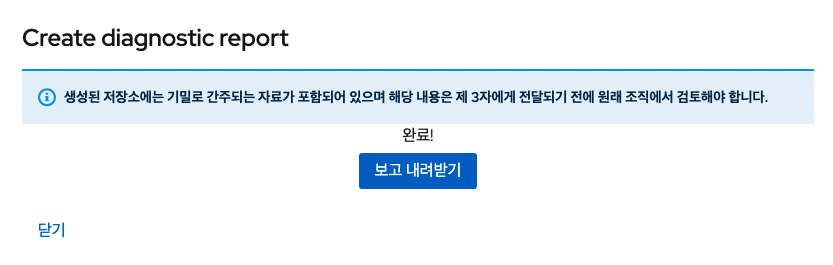 Create diagnostic report
생성된 저장소에는 기밀로 간주되는 자료가 포함되어 있으며 해당 내용은 제 3자에게 전달되기 전에 원래 조직에서 검토해야 합니다.
완료!
보고 내려받기
닫기